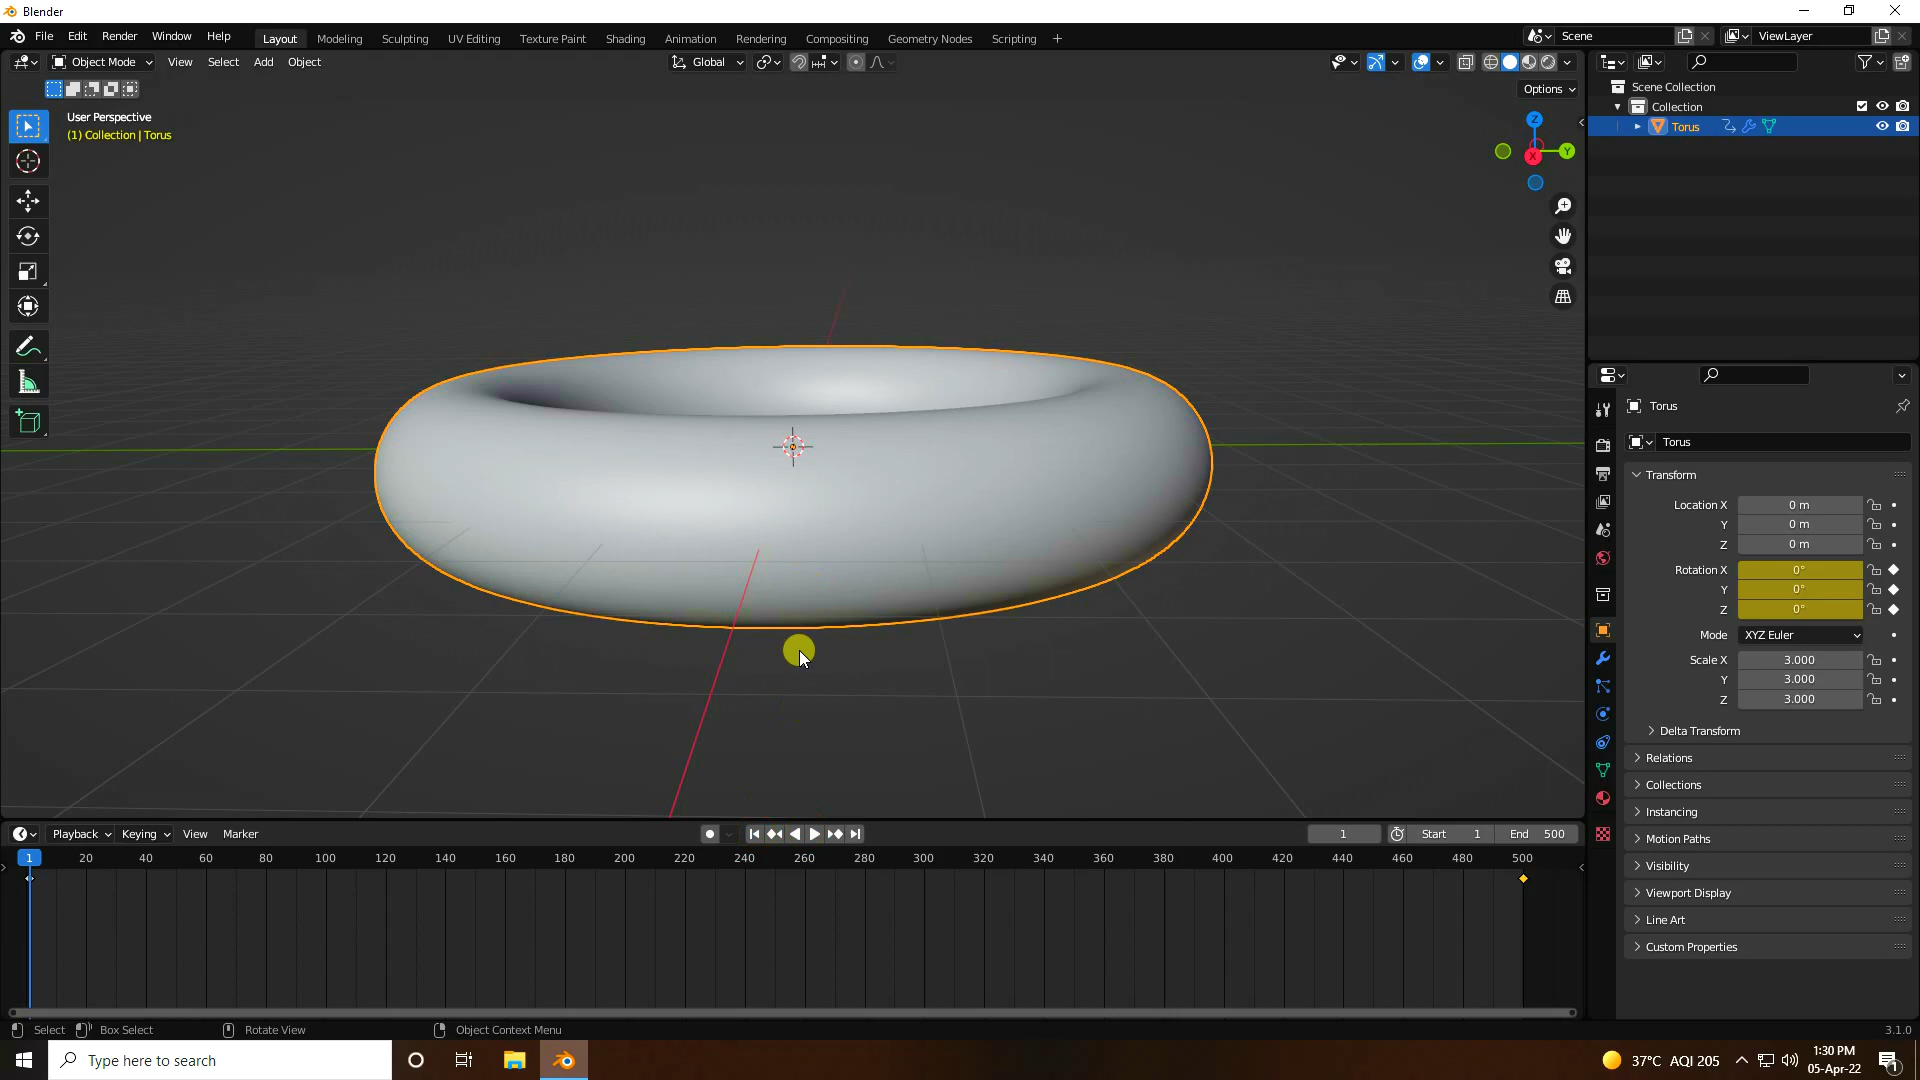 Blender
File Edit Render Window Help Layout Modeling Sculpting UV Editing Texture Paint Shading Animation Rendering Compositing Geometry Nodes Scripting + Scene ViewLayer
Object Mode View Select Add Object Global
Options
User Perspective
(1) Collection | Torus
Z
Y
X
Scene Collection
Collection
Torus
Torus
Torus
Transform
Location X 0 m
Y 0 m
Z 0 m
Rotation X 0°
Y 0°
Z 0°
Mode XYZ Euler
Scale X 3.000
Y 3.000
Z 3.000
Delta Transform
Relations
Collections
Instancing
Motion Paths
Visibility
Viewport Display
Line Art
Custom Properties
Playback Keying View Marker 1 Start 1 End 500
1 20 40 60 80 100 120 140 160 180 200 220 240 260 280 300 320 340 360 380 400 420 440 460 480 500
Select Box Select Rotate View Object Context Menu 3.1.0
Type here to search 37°C AQI 205 1:30 PM
05-Apr-22 1